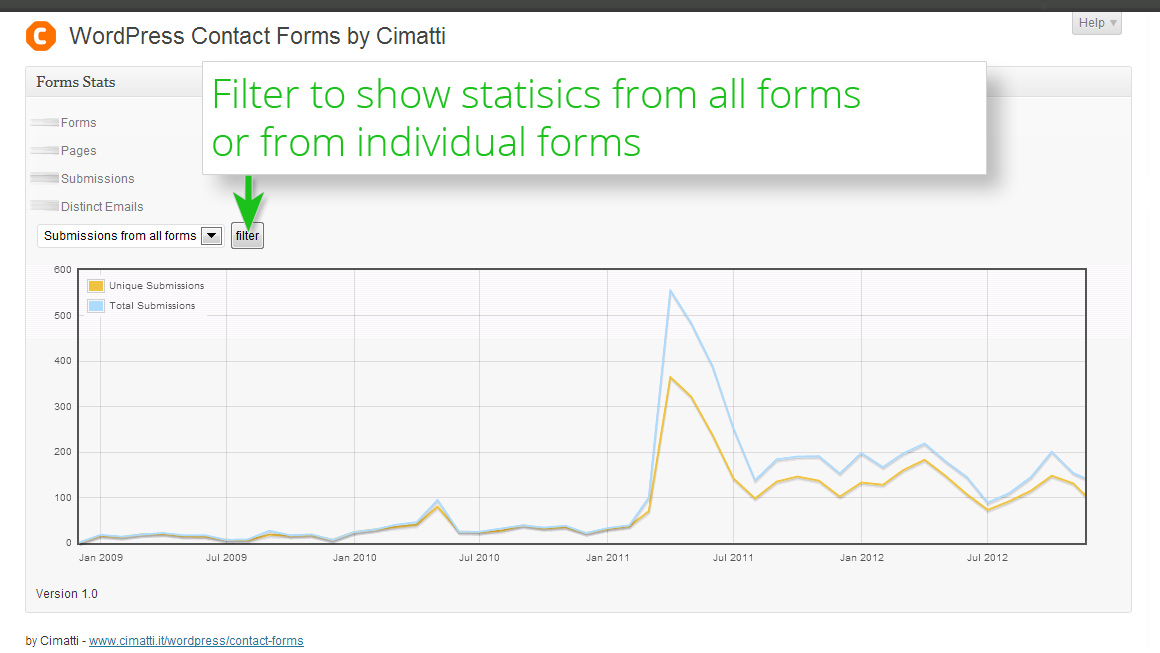 C WordPress Contact Forms by Cimatti
Help
Forms Stats
Filter to show statisics from all forms
or from individual forms
Forms
Pages
Submissions
Distinct Emails
Submissions from all forms
filter
600
500
400
300
200
100
0
Unique Submissions
Total Submissions
Jan 2009 Jul 2009 Jan 2010 Jul 2010 Jan 2011 Jul 2011 Jan 2012 Jul 2012
Version 1.0
by Cimatti - www.cimatti.it/wordpress/contact-forms